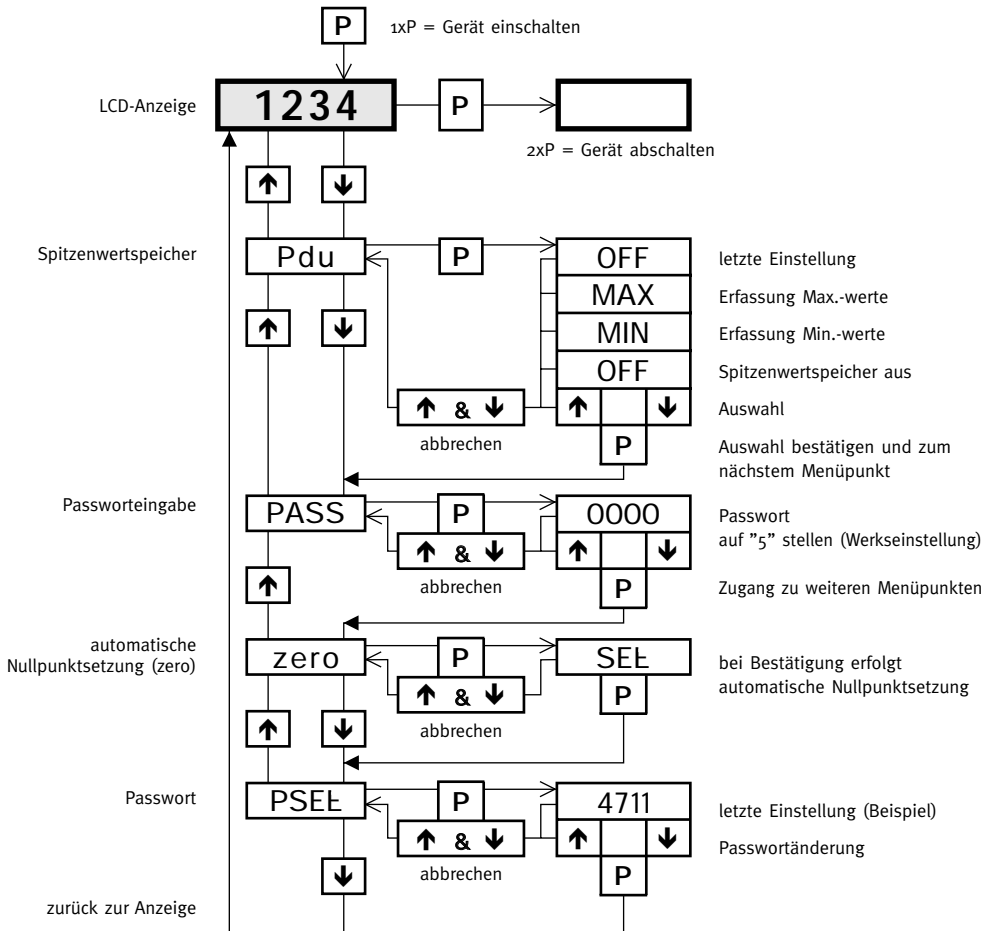 P
1xP = Gerät einschalten
LCD-Anzeige
1234
P
2xP = Gerät abschalten
↑ ↓
Spitzenwertspeicher
Pdu
P
OFF
letzte Einstellung
MAX
Erfassung Max.-werte
MIN
Erfassung Min.-werte
↑ ↓
OFF
Spitzenwertspeicher aus
↑ & ↓
abbrechen
↑ ↓
Auswahl
P
Auswahl bestätigen und zum
nächstem Menüpunkt
Passworteingabe
PASS
P
↑ & ↓
abbrechen
0000
Passwort
auf "5" stellen (Werkseinstellung)
↑ ↓
P
Zugang zu weiteren Menüpunkten
↑
automatische
Nullpunktsetzung (zero)
zero
P
↑ & ↓
abbrechen
SEŁ
P
bei Bestätigung erfolgt
automatische Nullpunktsetzung
↑ ↓
Passwort
PSEŁ
P
↑ & ↓
abbrechen
4711
letzte Einstellung (Beispiel)
↑ ↓
Passwortänderung
P
↓
zurück zur Anzeige